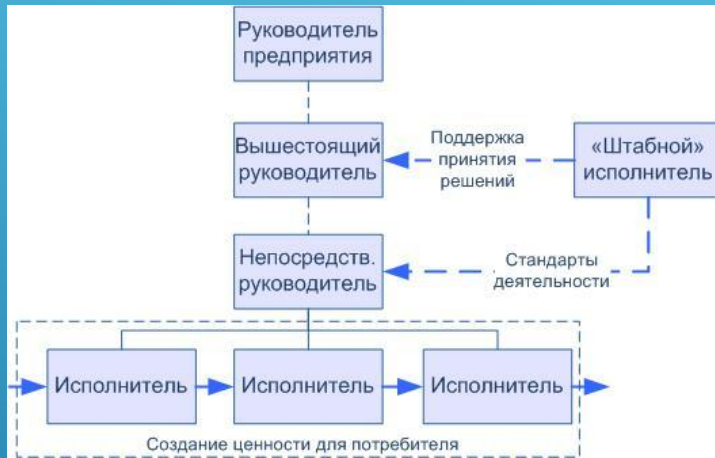 Руководитель
предприятия
Вышестоящий
руководитель
Поддержка
принятия
решений
«Штабной»
исполнитель
Непосредств.
руководитель
Стандарты
деятельности
Исполнитель
Исполнитель
Исполнитель
Создание ценности для потребителя